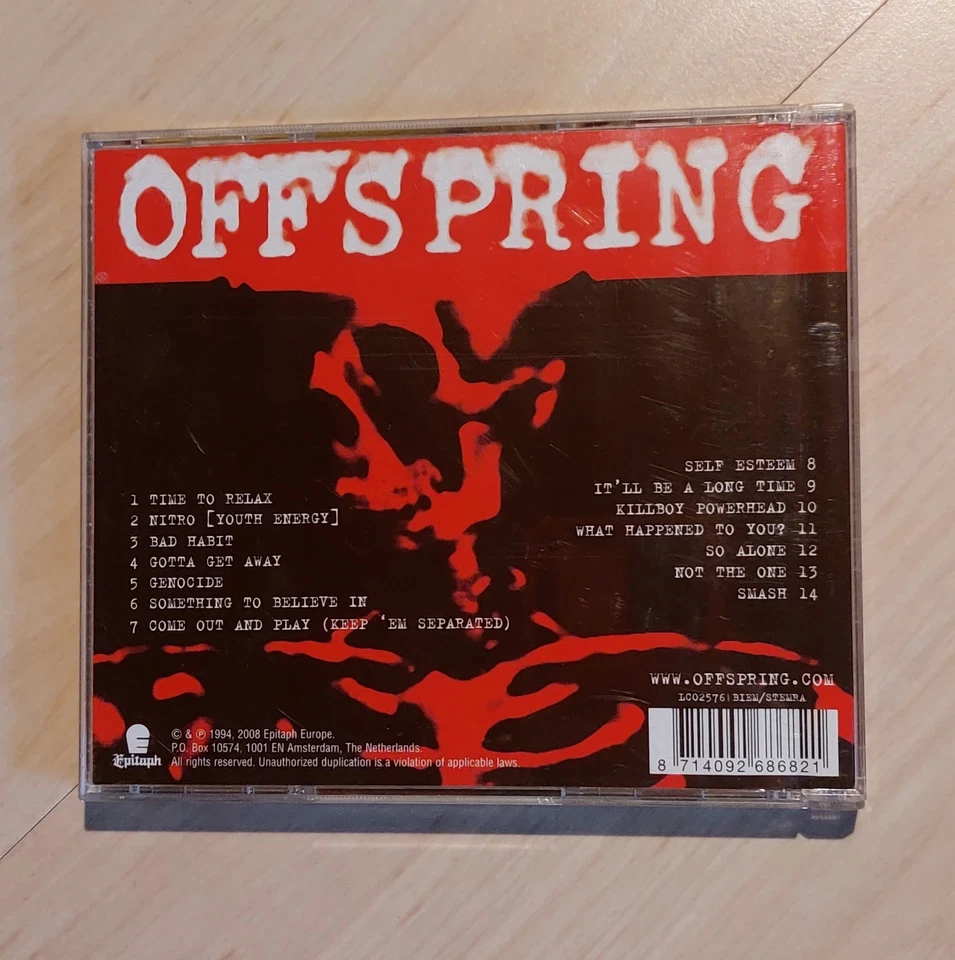 OFFSPRING
1 TIME TO RELAX
2 NITRO [YOUTH ENERGY]
3 BAD HABIT
4 GOTTA GET AWAY
5 GENOCIDE
6 SOMETHING TO BELIEVE IN
7 COME OUT AND PLAY (KEEP 'EM SEPARATED)
SELF ESTEEM 8
IT'LL BE A LONG TIME 9
KILLBOY POWERHEAD 10
WHAT HAPPENED TO YOU? 11
SO ALONE 12
NOT THE ONE 13
SMASH 14
WWW.OFFSPRING.COM
LC02576|BIEM/STEMRA
Epitaph
© & ℗ 1994, 2008 Epitaph Europe.
P.O. Box 10574, 1001 EN Amsterdam, The Netherlands.
All rights reserved. Unauthorized duplication is a violation of applicable laws.
8 714092 686821